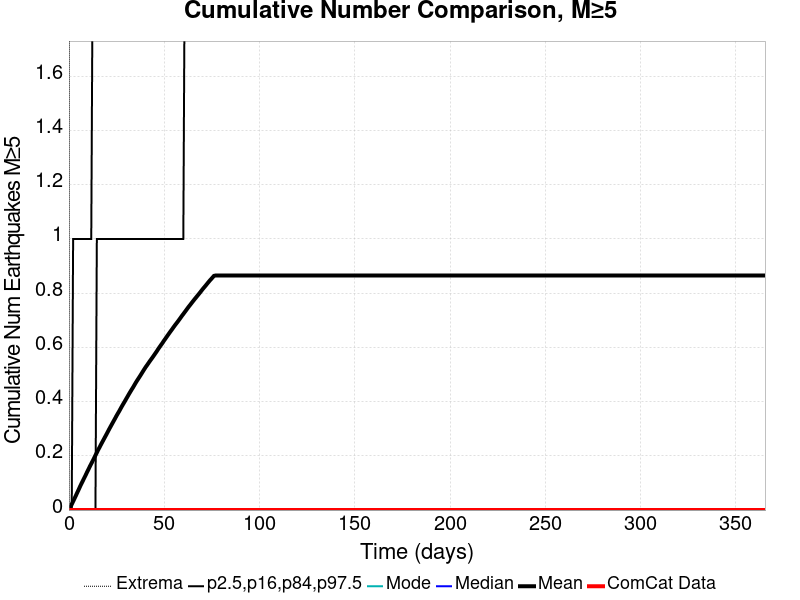 Cumulative Number Comparison, M≥5
Cumulative Num Earthquakes M≥5
1.6
1.4
1.2
1
0.8
0.6
0.4
0.2
0
0 50 100 150 200 250 300 350
Time (days)
Extrema p2.5,p16,p84,p97.5 Mode Median Mean ComCat Data